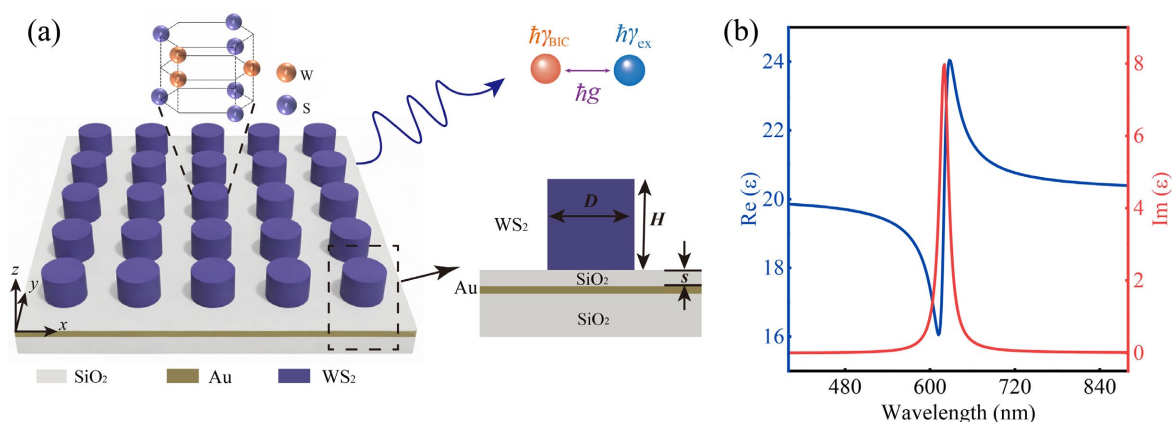 (a)
W
S
ħγBIC
ħγex
ħg
WS₂
D
H
SiO₂
s
Au
SiO₂
z
y
x
SiO₂
Au
WS₂
(b)
24
22
20
18
16
Re (ε)
8
6
4
2
0
Im (ε)
480
600
720
840
Wavelength (nm)